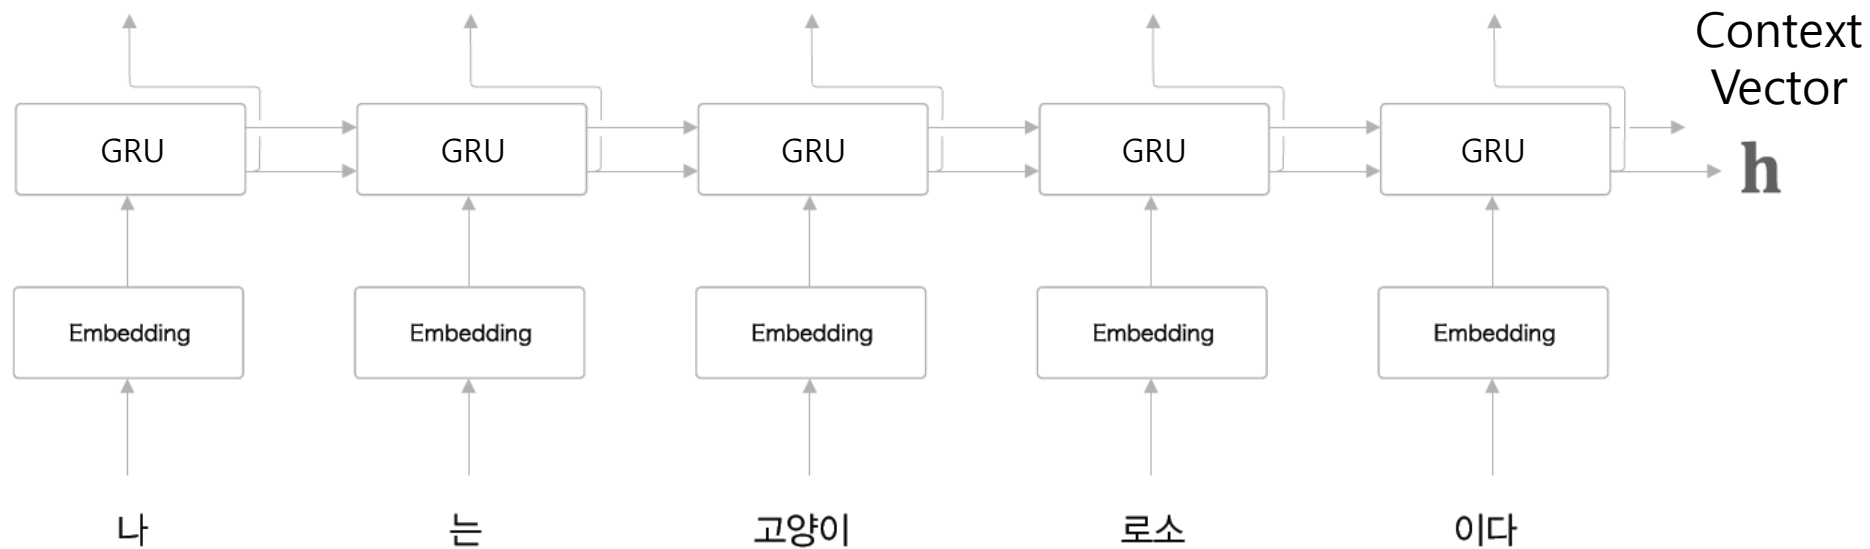 Context
Vector
h
GRU GRU GRU GRU GRU
Embedding Embedding Embedding Embedding Embedding
나 는 고양이 로소 이다